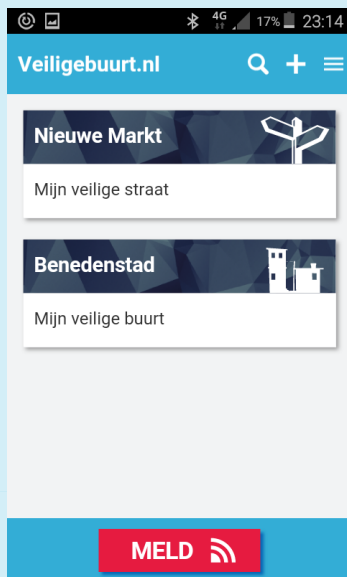 4G 17% 23:14
Veiligebuurt.nl
Nieuwe Markt
Mijn veilige straat
Benedenstad
Mijn veilige buurt
MELD